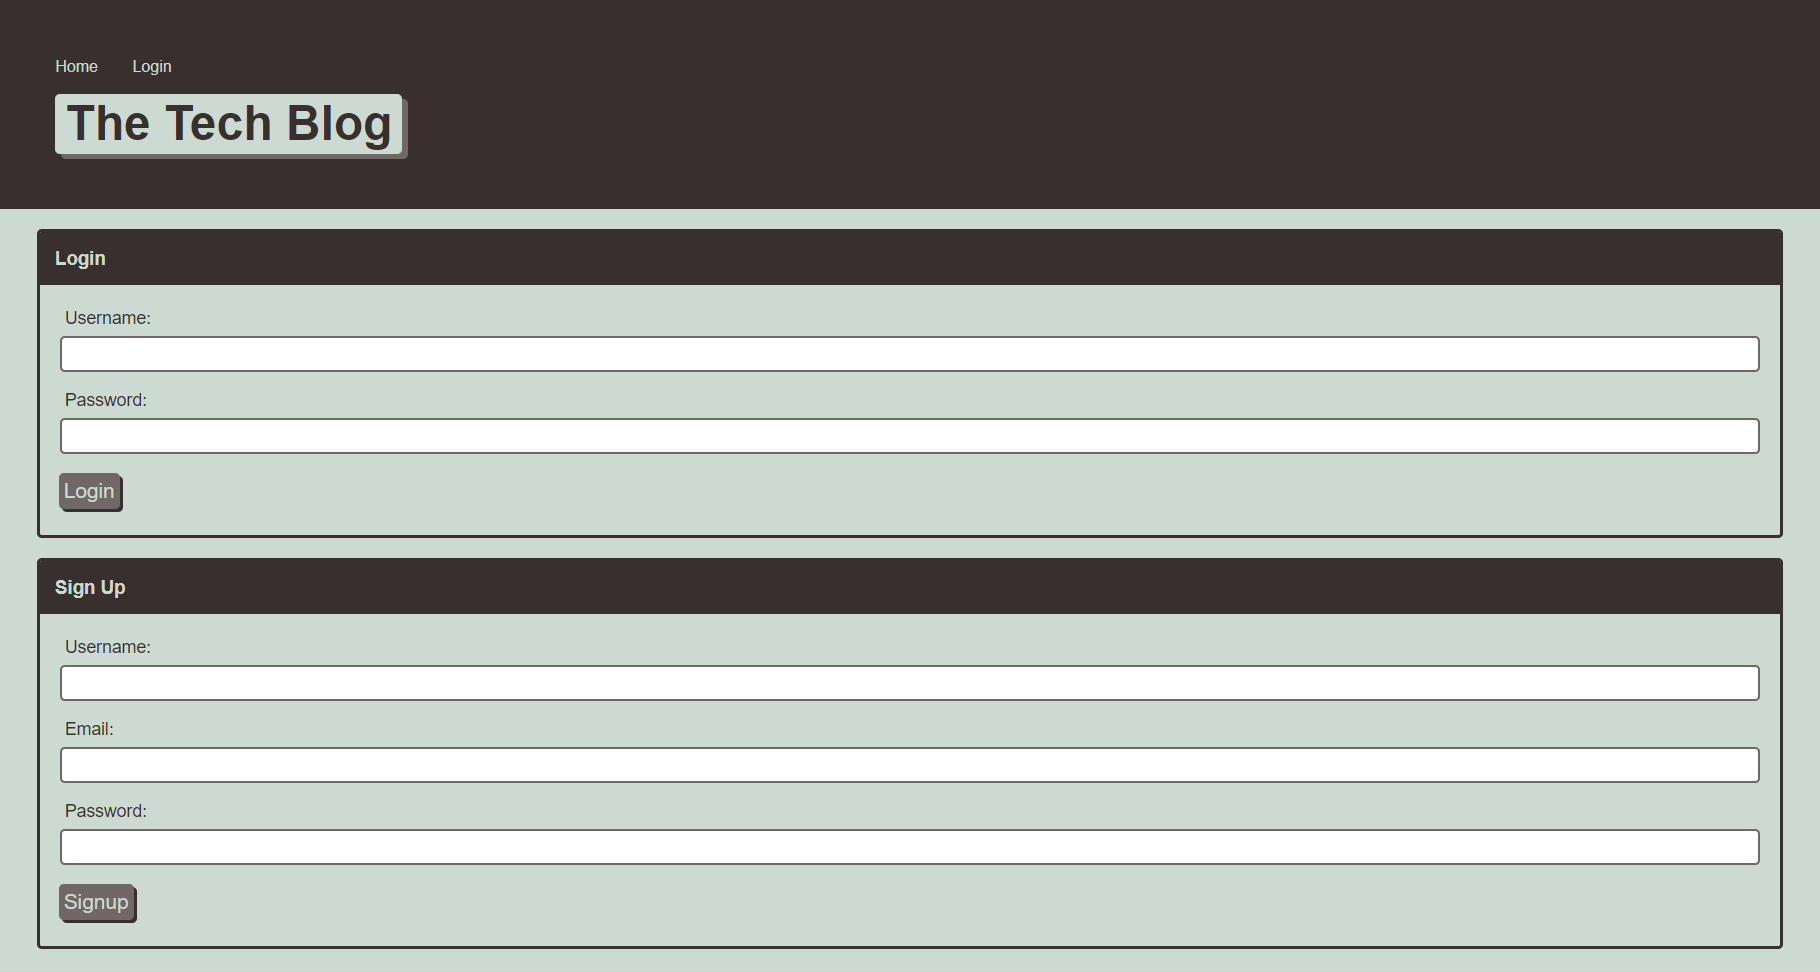 Home Login
The Tech Blog
Login
Username:
Password:
Login
Sign Up
Username:
Email:
Password:
Signup